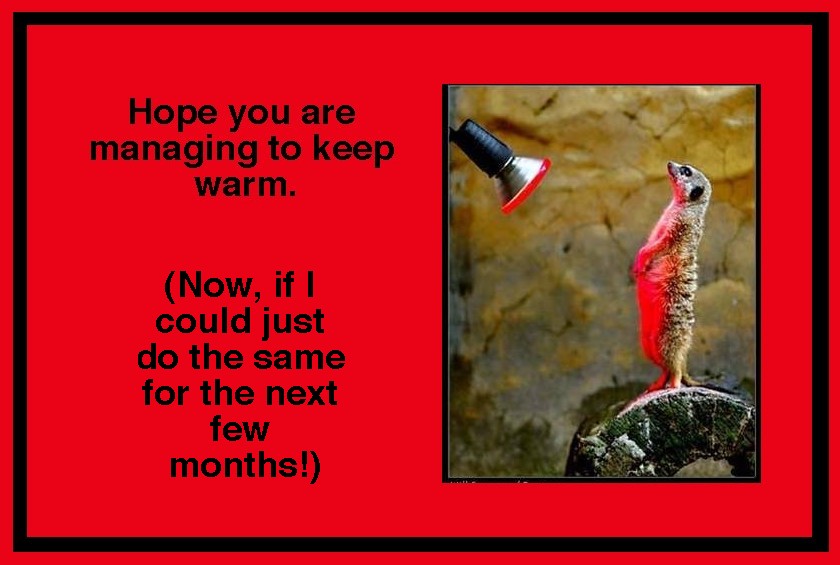 Hope you are
managing to keep
warm.
(Now, if I
could just
do the same
for the next
few
months!)